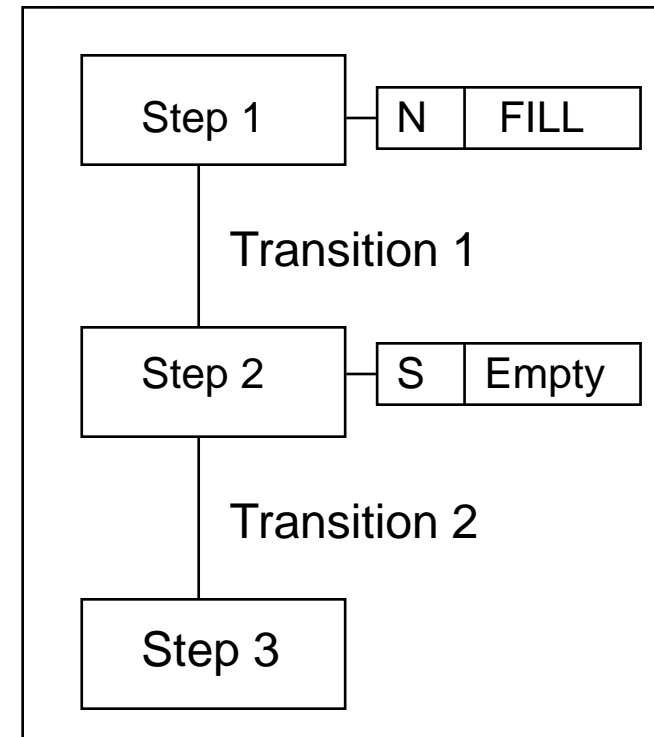 Step 1 N FILL
Transition 1
Step 2 S Empty
Transition 2
Step 3